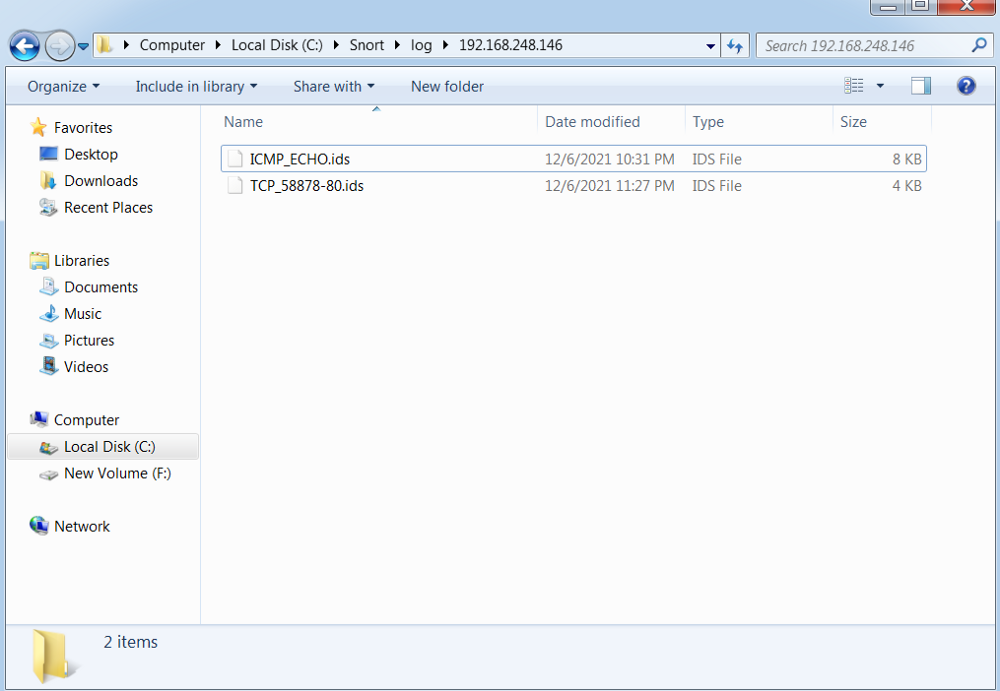 Computer Local Disk (C:) Snort log 192.168.248.146 Search 192.168.248.146
Organize Include in library Share with New folder
Name Date modified Type Size
Favorites
Desktop
Downloads
Recent Places
Libraries
Documents
Music
Pictures
Videos
Computer
Local Disk (C:)
New Volume (F:)
Network
ICMP_ECHO.ids 12/6/2021 10:31 PM IDS File 8 KB
TCP_58878-80.ids 12/6/2021 11:27 PM IDS File 4 KB
2 items